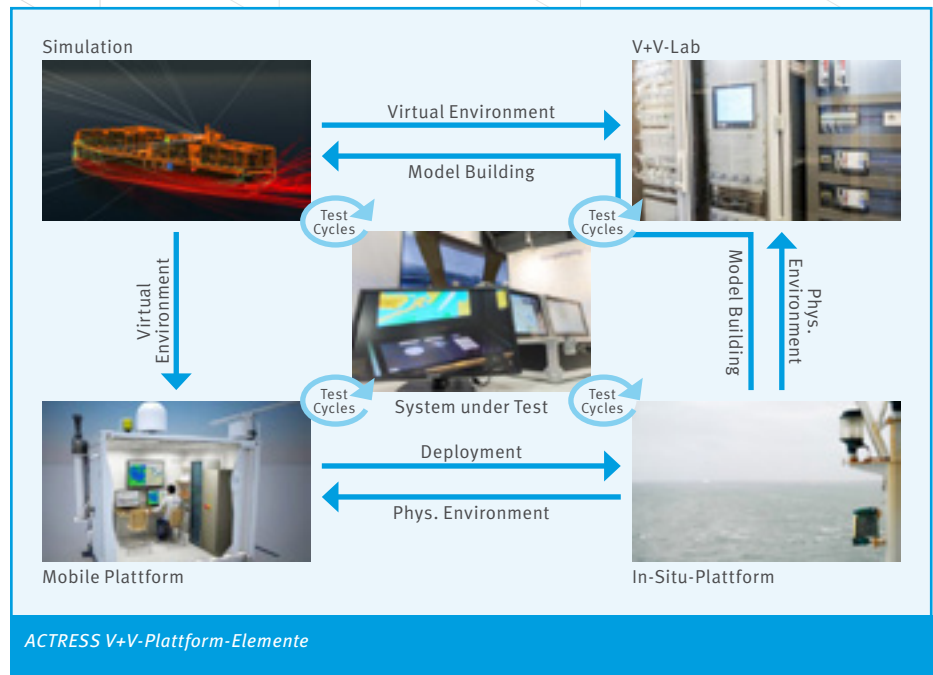 Simulation
V+V-Lab
Virtual Environment
Model Building
Test
Cycles
Test
Cycles
Virtual
Environment
Model Building
Phys.
Environment
Test
Cycles
System under Test
Test
Cycles
Deployment
Phys. Environment
Mobile Plattform
In-Situ-Plattform
ACTRESS V+V-Plattform-Elemente